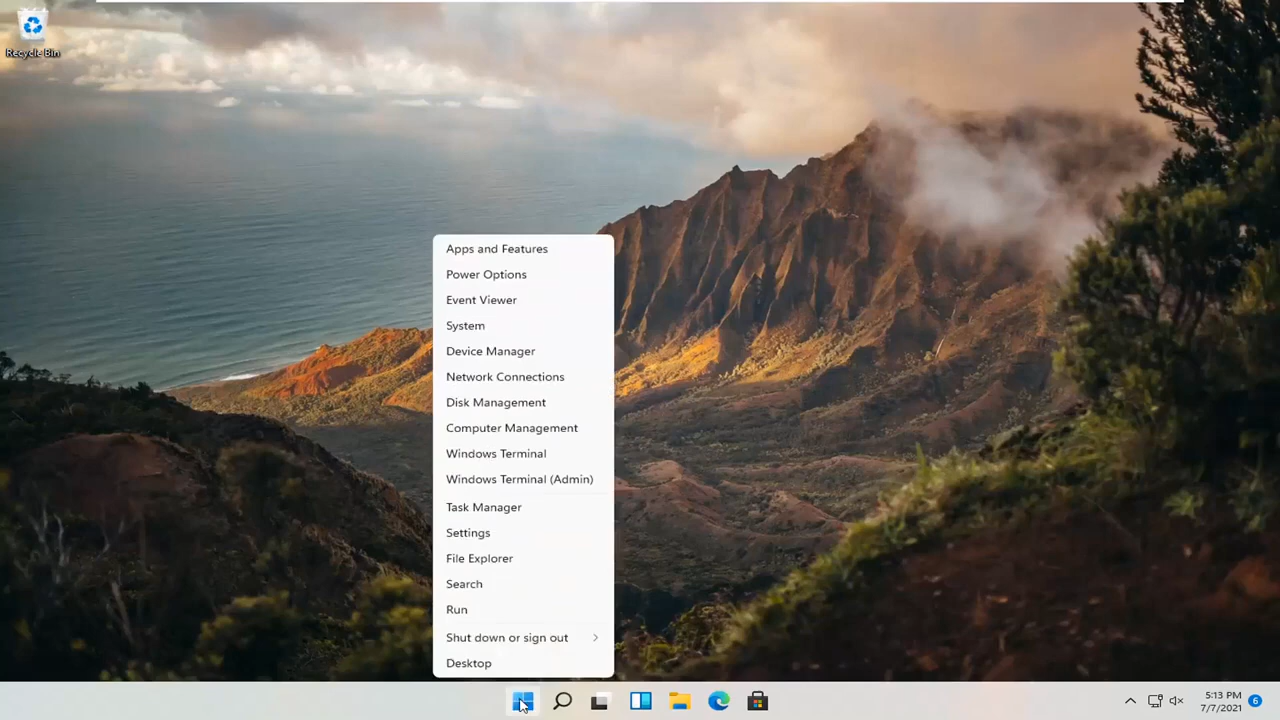 Recycle Bin
Apps and Features
Power Options
Event Viewer
System
Device Manager
Network Connections
Disk Management
Computer Management
Windows Terminal
Windows Terminal (Admin)
Task Manager
Settings
File Explorer
Search
Run
Shut down or sign out
Desktop
5:13 PM
7/7/2021
6